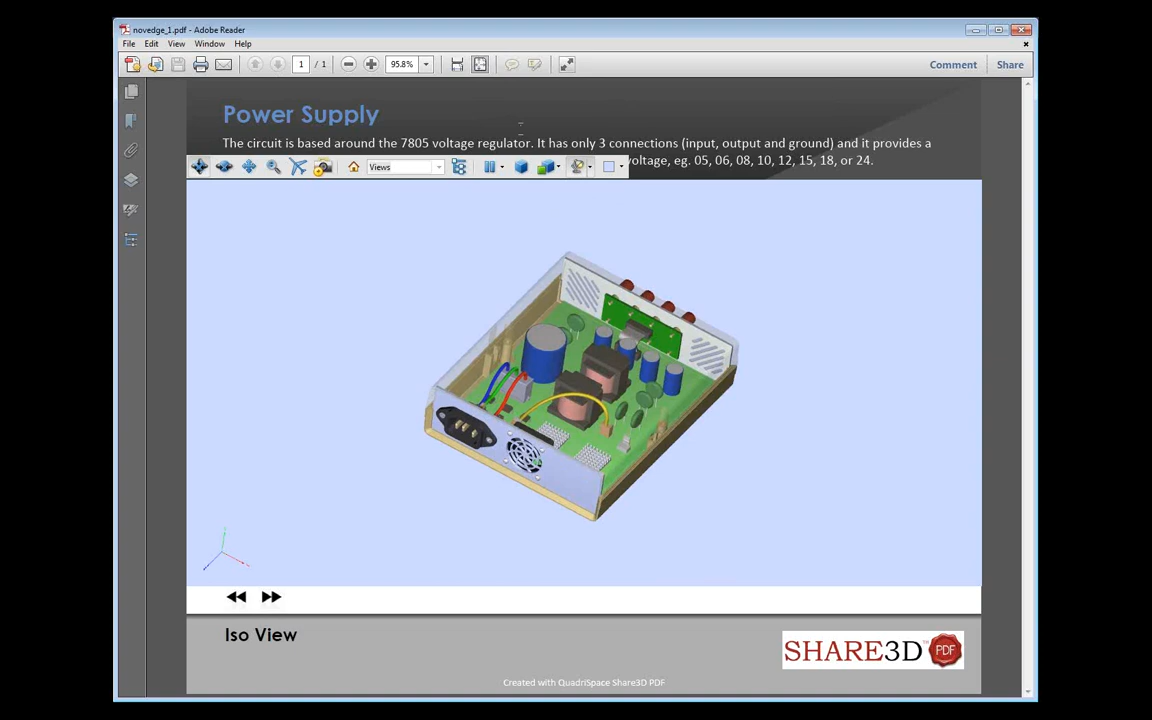 novedge_1.pdf - Adobe Reader
File Edit View Window Help
1 / 1 95.8% Comment Share
Power Supply
The circuit is based around the 7805 voltage regulator. It has only 3 connections (input, output and ground) and it provides a
voltage, eg. 05, 06, 08, 10, 12, 15, 18, or 24.
Views
Iso View
SHARE3D PDF
Created with QuadriSpace Share3D PDF